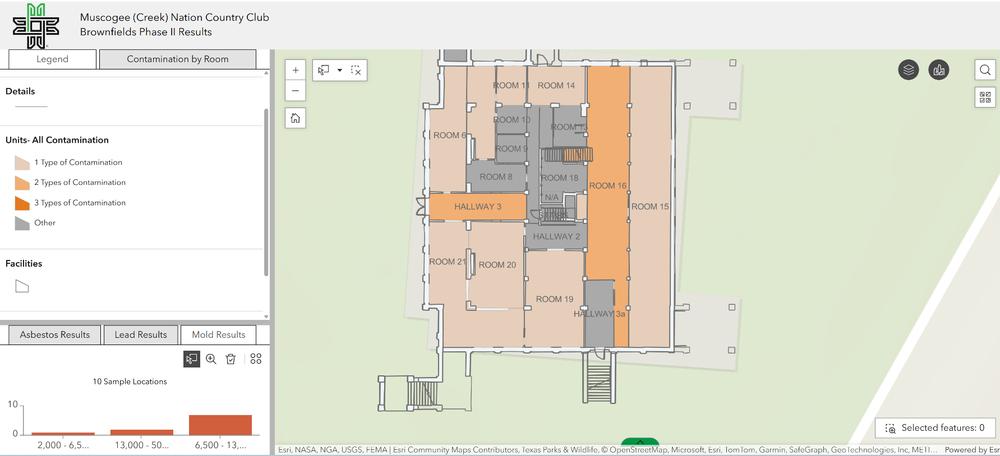 Muscogee (Creek) Nation Country Club
Brownfields Phase II Results
Legend
Contamination by Room
Details
Units- All Contamination
1 Type of Contamination
2 Types of Contamination
3 Types of Contamination
Other
Facilities
Asbestos Results
Lead Results
Mold Results
10 Sample Locations
10
0
2,000 - 6,5...
13,000 - 50...
6,500 - 13,...
ROOM 11
ROOM 14
ROOM 10
ROOM 13
ROOM 6
ROOM 9
ROOM 8
ROOM 18
ROOM 16
N/A
HALLWAY 3
ROOM 15
STAIRS
HALLWAY 2
ROOM 21
ROOM 20
ROOM 19
HALLWAY 3a
Selected features: 0
Esri, NASA, NGA, USGS, FEMA | Esri Community Maps Contributors, Texas Parks & Wildlife, © OpenStreetMap, Microsoft, Esri, TomTom, Garmin, SafeGraph, GeoTechnologies, Inc, METI... Powered by Esr